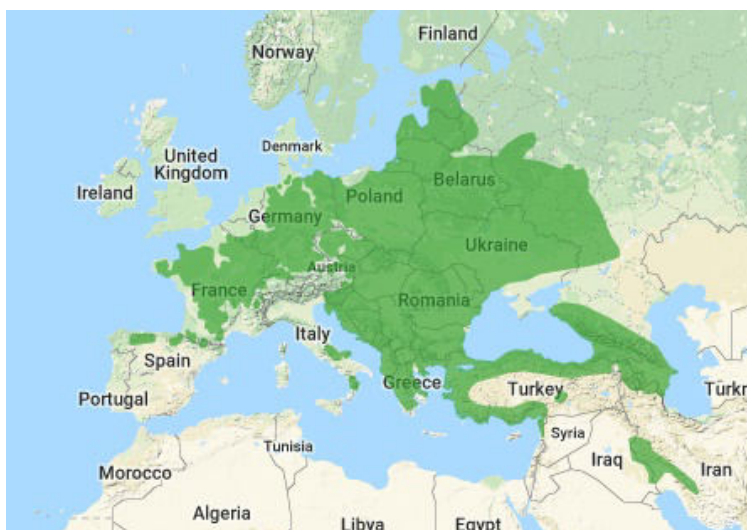 Finland
Norway
Denmark
United
Kingdom
Ireland
Belarus
Poland
Germany
Ukraine
Austria
France
Romania
Italy
Spain
Greece
Turkey
Portugal
Turkr
Syria
Tunisia
Iraq
Iran
Morocco
Algeria
Libya
Egypt